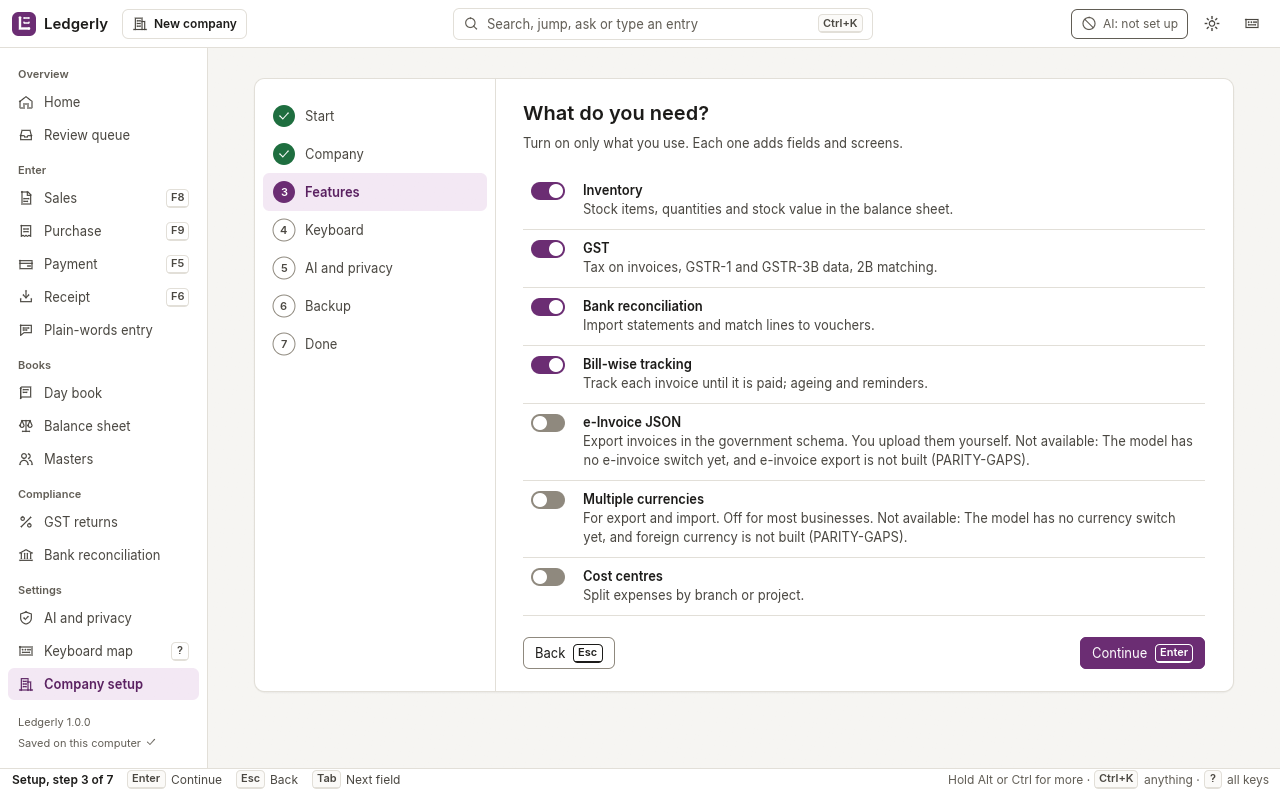 Ledgerly
New company
Search, jump, ask or type an entry
Ctrl+K
AI: not set up
Overview
Home
Review queue
Enter
Sales F8
Purchase F9
Payment F5
Receipt F6
Plain-words entry
Books
Day book
Balance sheet
Masters
Compliance
GST returns
Bank reconciliation
Settings
AI and privacy
Keyboard map ?
Company setup
Ledgerly 1.0.0
Saved on this computer
Start
Company
3 Features
4 Keyboard
5 AI and privacy
6 Backup
7 Done
What do you need?
Turn on only what you use. Each one adds fields and screens.
Inventory
Stock items, quantities and stock value in the balance sheet.
GST
Tax on invoices, GSTR-1 and GSTR-3B data, 2B matching.
Bank reconciliation
Import statements and match lines to vouchers.
Bill-wise tracking
Track each invoice until it is paid; ageing and reminders.
e-Invoice JSON
Export invoices in the government schema. You upload them yourself. Not available: The model has
no e-invoice switch yet, and e-invoice export is not built (PARITY-GAPS).
Multiple currencies
For export and import. Off for most businesses. Not available: The model has no currency switch
yet, and foreign currency is not built (PARITY-GAPS).
Cost centres
Split expenses by branch or project.
Back Esc
Continue Enter
Setup, step 3 of 7 Enter Continue Esc Back Tab Next field
Hold Alt or Ctrl for more · Ctrl+K anything · ? all keys